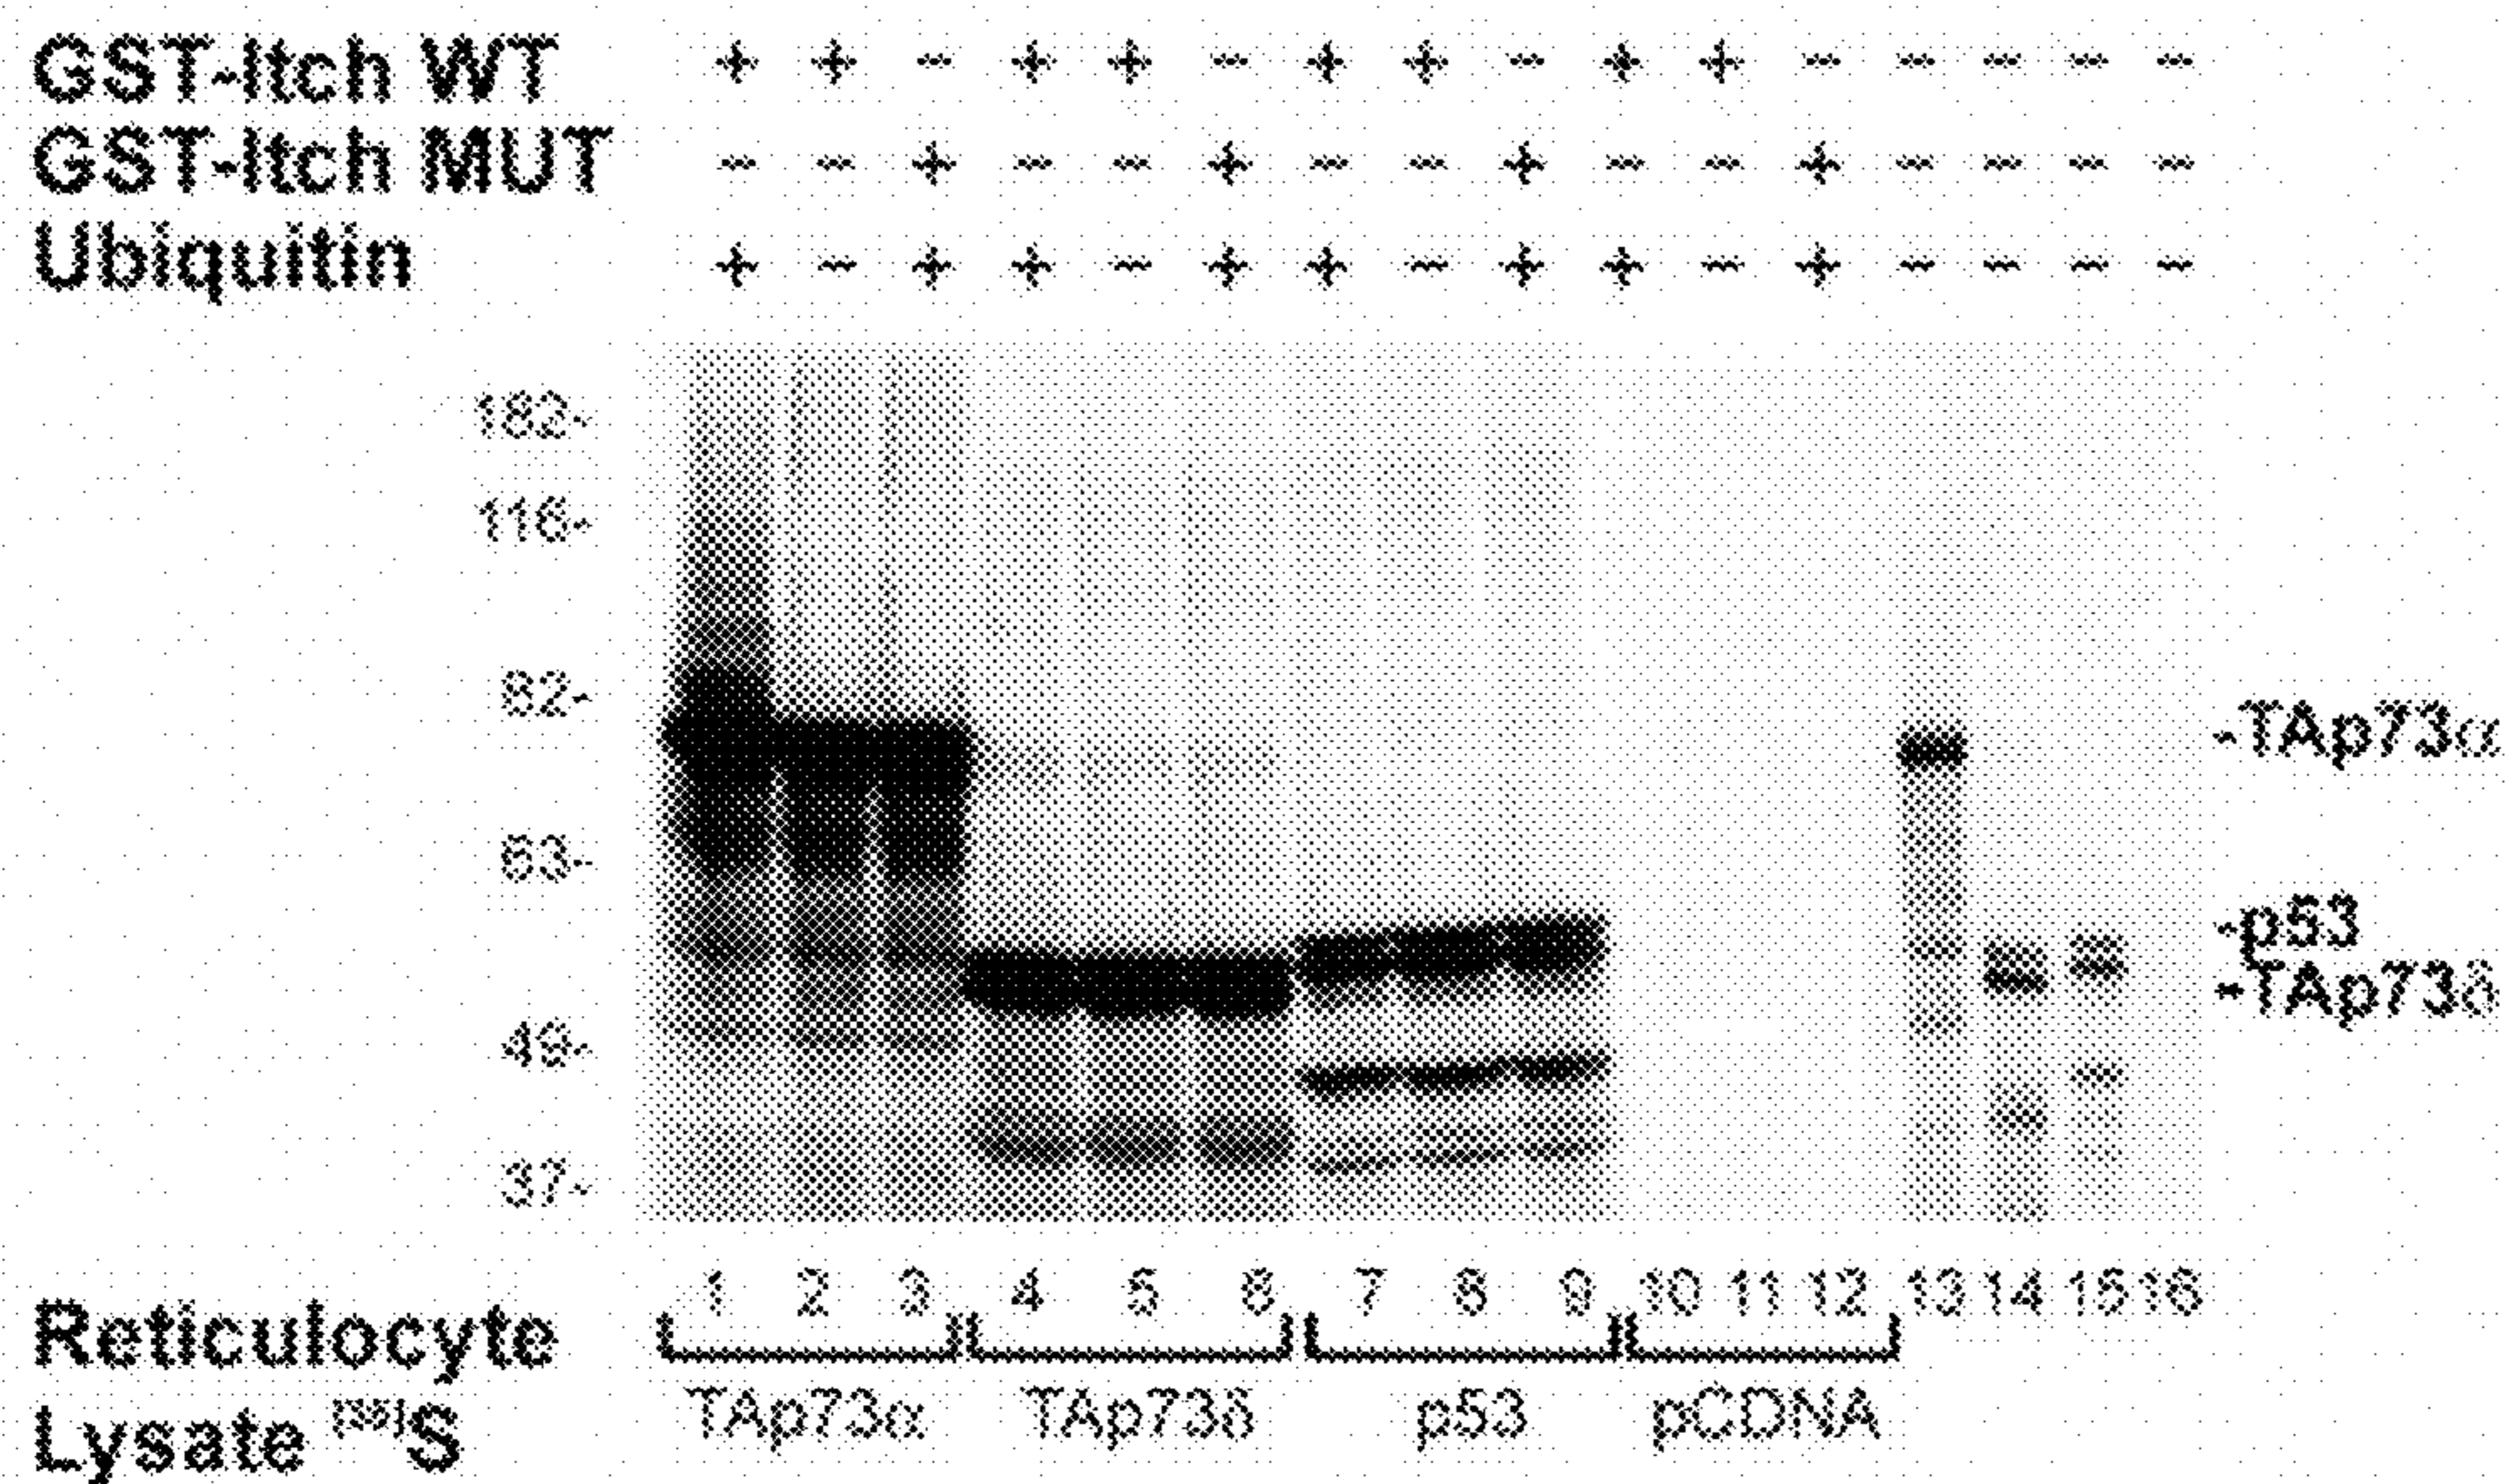 GST-Itch WT + + - + + - + + - + + - - - - -
GST-Itch MUT - - + - - + - - + - - + - - - -
Ubiquitin + - + + - + + - + + - + - - - -
182-
116-
82-
-TAp73α
63-
-p53
-TAp73δ
49-
37-
1 2 3 4 5 6 7 8 9 10 11 12 13 14 15 16
Reticulocyte
Lysate [35]S
TAp73α TAp73δ p53 pCDNA